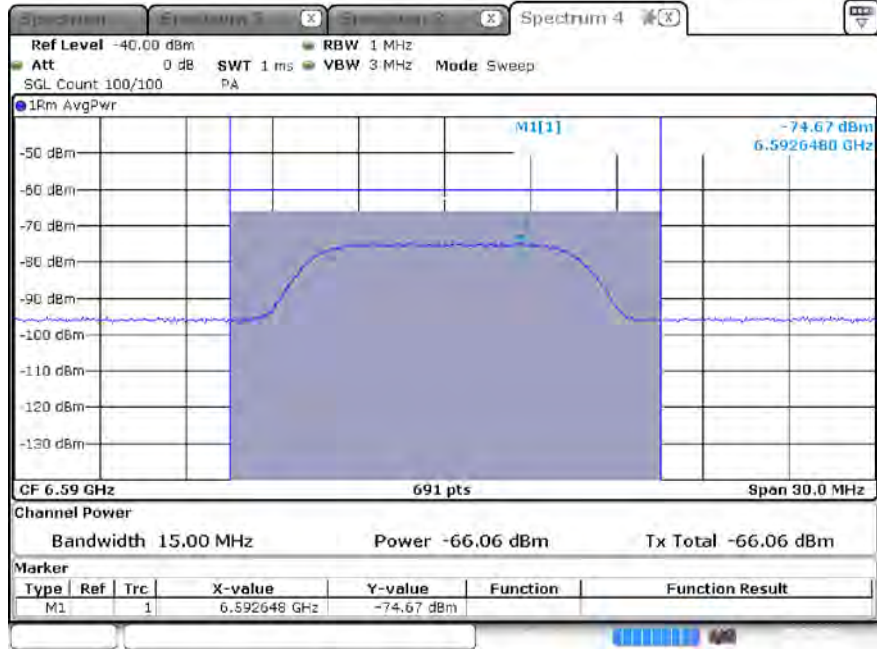 Spectrum 4
Ref Level -40.00 dBm RBW 1 MHz
Att 0 dB SWT 1 ms VBW 3 MHz Mode Sweep
SGL Count 100/100 PA
1Rm AvgPwr
M1[1] -74.67 dBm
6.5926480 GHz
-50 dBm
-60 dBm
-70 dBm
-80 dBm
-90 dBm
-100 dBm
-110 dBm
-120 dBm
-130 dBm
CF 6.59 GHz 691 pts Span 30.0 MHz
Channel Power
Bandwidth 15.00 MHz Power -66.06 dBm Tx Total -66.06 dBm
Marker
Type Ref Trc X-value Y-value Function Function Result
M1 1 6.592648 GHz -74.67 dBm